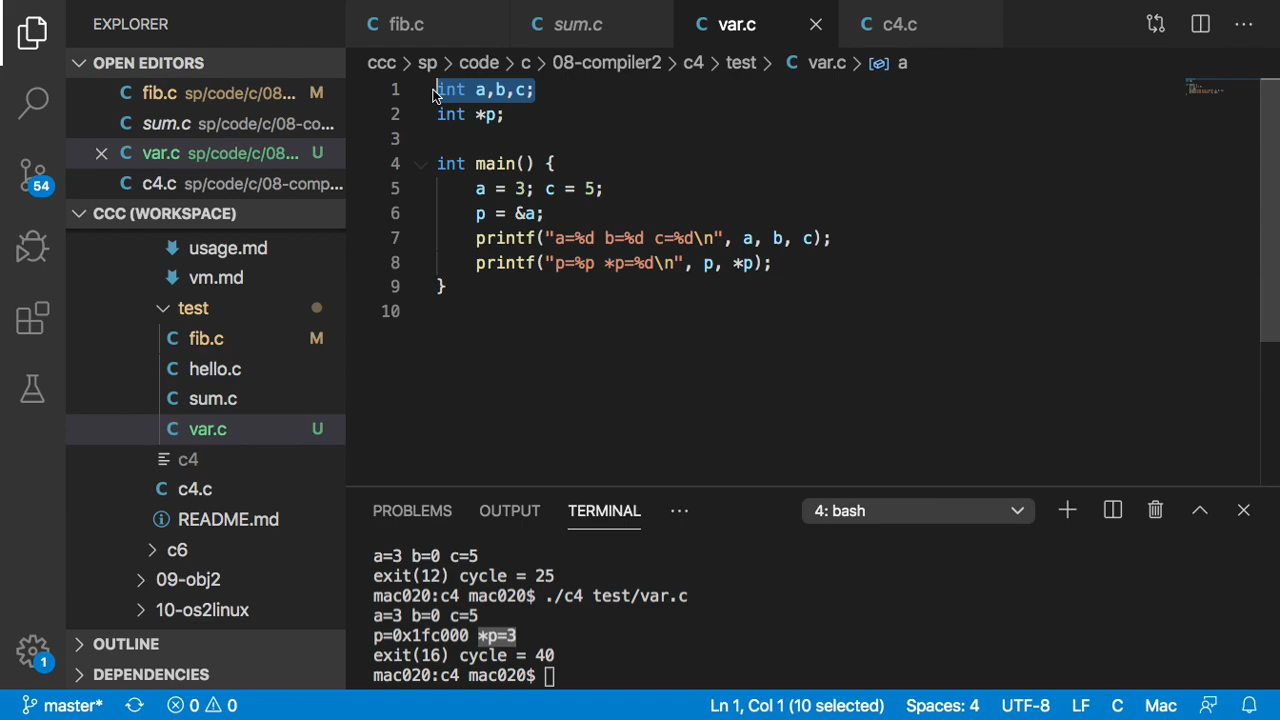 EXPLORER
fib.c
sum.c
var.c
c4.c
OPEN EDITORS
ccc > sp > code > c > 08-compiler2 > c4 > test > C var.c > a
C fib.c sp/code/c/08... M
C sum.c sp/code/c/08-co...
C var.c sp/code/c/08... U
C c4.c sp/code/c/08-comp...
CCC (WORKSPACE)
usage.md
vm.md
test
C fib.c M
C hello.c
C sum.c
C var.c U
c4
C c4.c
README.md
c6
09-obj2
10-os2linux
OUTLINE
DEPENDENCIES
54
1
1 int a,b,c;
2 int *p;
3
4 int main() {
5 a = 3; c = 5;
6 p = &a;
7 printf("a=%d b=%d c=%d\n", a, b, c);
8 printf("p=%p *p=%d\n", p, *p);
9 }
10
PROBLEMS OUTPUT TERMINAL ... 4: bash
a=3 b=0 c=5
exit(12) cycle = 25
mac020:c4 mac020$ ./c4 test/var.c
a=3 b=0 c=5
p=0x1fc000 *p=3
exit(16) cycle = 40
mac020:c4 mac020$
master* 0 0 Ln 1, Col 1 (10 selected) Spaces: 4 UTF-8 LF C Mac